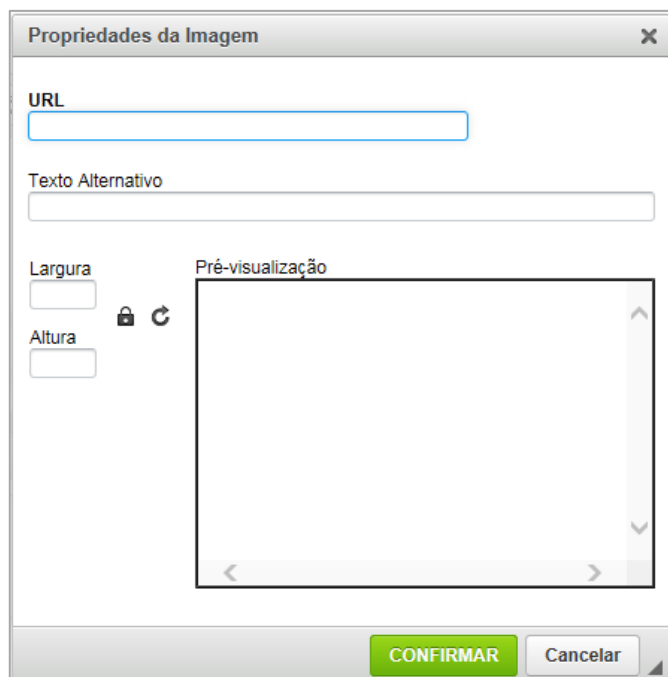 Propriedades da Imagem
URL
Texto Alternativo
Largura
Pré-visualização
Altura
CONFIRMAR
Cancelar